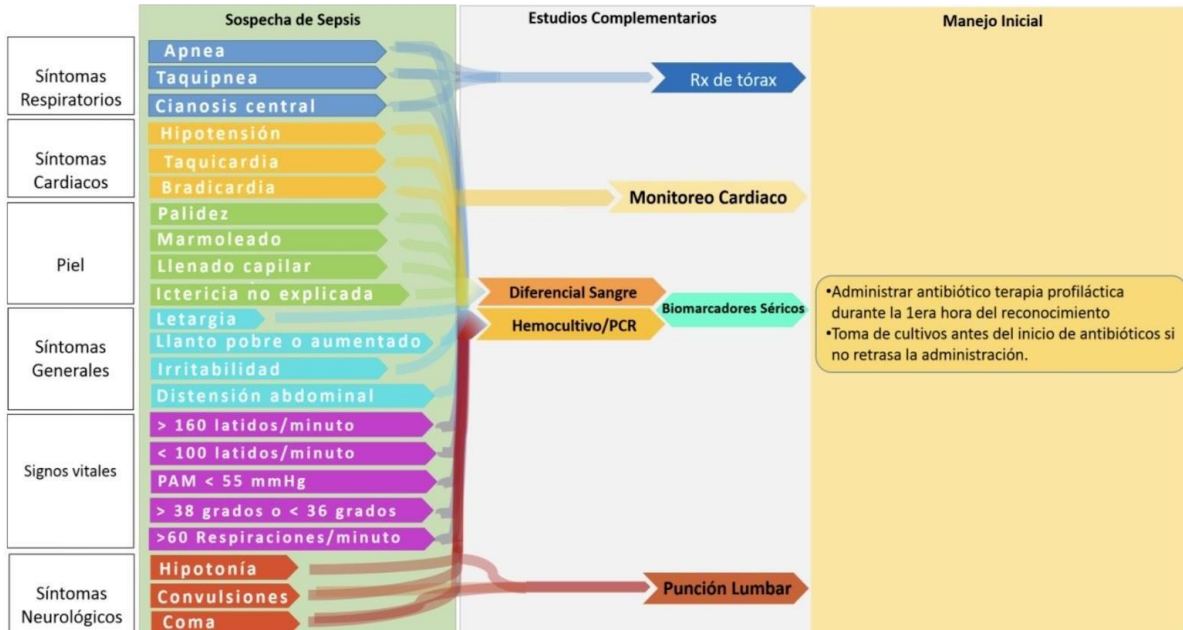 Sospecha de Sepsis
Estudios Complementarios
Manejo Inicial
Síntomas
Respiratorios
Apnea
Taquipnea
Cianosis central
Rx de tórax
Síntomas
Cardiacos
Hipotensión
Taquicardia
Bradicardia
Monitoreo Cardiaco
Piel
Palidez
Marmoleado
Llenado capilar
Ictericia no explicada
Diferencial Sangre
Hemocultivo/PCR
Biomarcadores Séricos
•Administrar antibiótico terapia profiláctica
durante la 1era hora del reconocimiento
•Toma de cultivos antes del inicio de antibióticos si
no retrasa la administración.
Síntomas
Generales
Letargia
Llanto pobre o aumentado
Irritabilidad
Distensión abdominal
Signos vitales
> 160 latidos/minuto
< 100 latidos/minuto
PAM < 55 mmHg
> 38 grados o < 36 grados
>60 Respiraciones/minuto
Síntomas
Neurológicos
Hipotonía
Convulsiones
Coma
Punción Lumbar